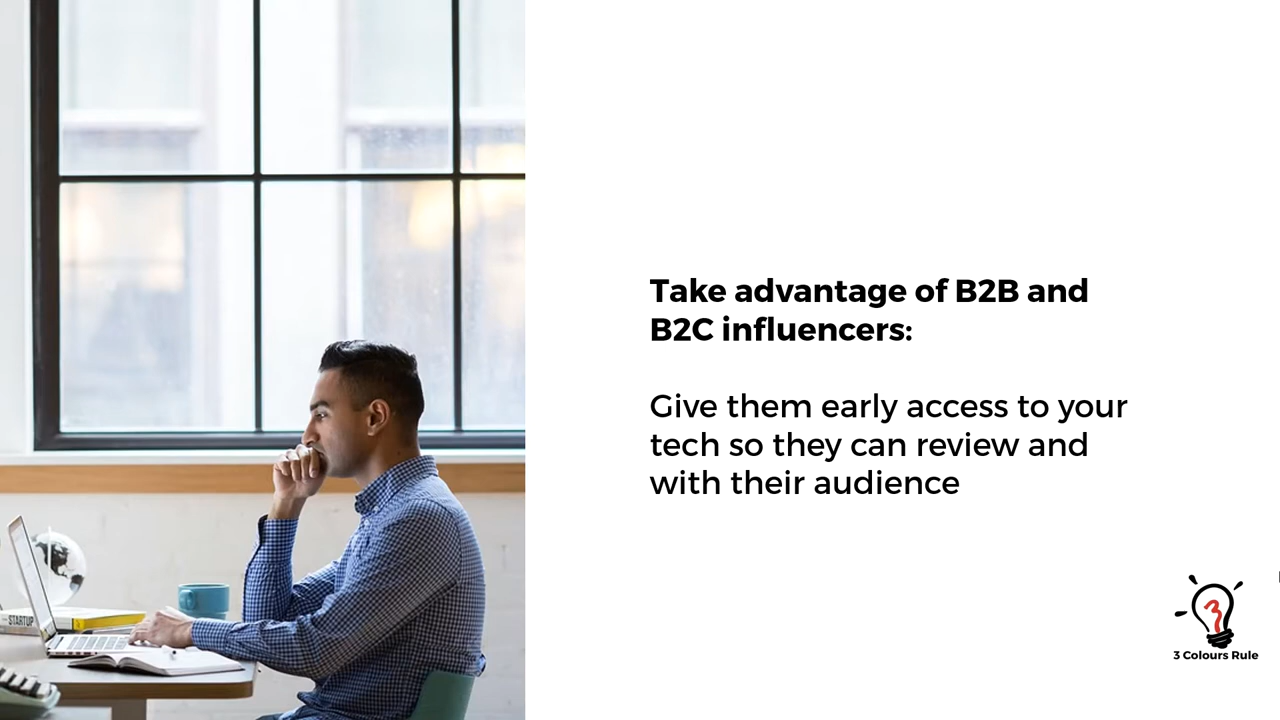 Take advantage of B2B and
B2C influencers:
Give them early access to your
tech so they can review and
with their audience
STARTUP
3
3 Colours Rule